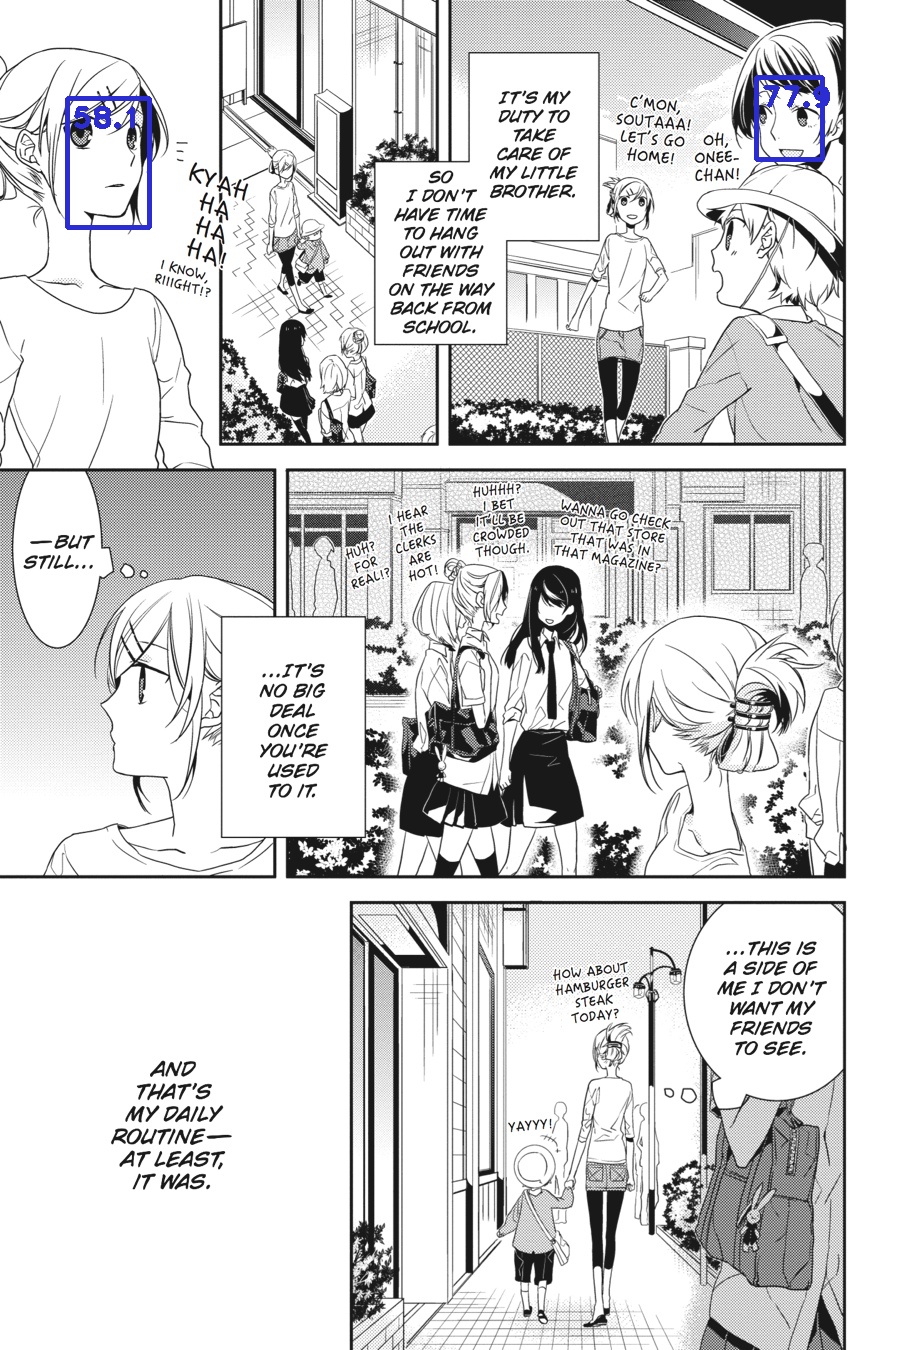 C'MON,
SOUTAAA!
LET'S GO
HOME!
OH,
ONEE-
CHAN!
77.9
IT'S MY
DUTY TO
TAKE
CARE OF
MY LITTLE
BROTHER.
SO
I DON'T
HAVE TIME
TO HANG
OUT WITH
FRIENDS
ON THE WAY
BACK FROM
SCHOOL.
KYAH
HA
HA
HA!
I KNOW,
RIIIGHT!?
58.1
WANNA GO CHECK
OUT THAT STORE
THAT WAS IN
THAT MAGAZINE?
HUHHH?
I BET
IT'LL BE
CROWDED
THOUGH.
I HEAR
THE
CLERKS
ARE
HOT!
HUH?
FOR
REAL!?
...IT'S
NO BIG
DEAL
ONCE
YOU'RE
USED
TO IT.
—BUT
STILL...
...THIS IS
A SIDE OF
ME I DON'T
WANT MY
FRIENDS
TO SEE.
HOW ABOUT
HAMBURGER
STEAK
TODAY?
YAYYY!
AND
THAT'S
MY DAILY
ROUTINE—
AT LEAST,
IT WAS.